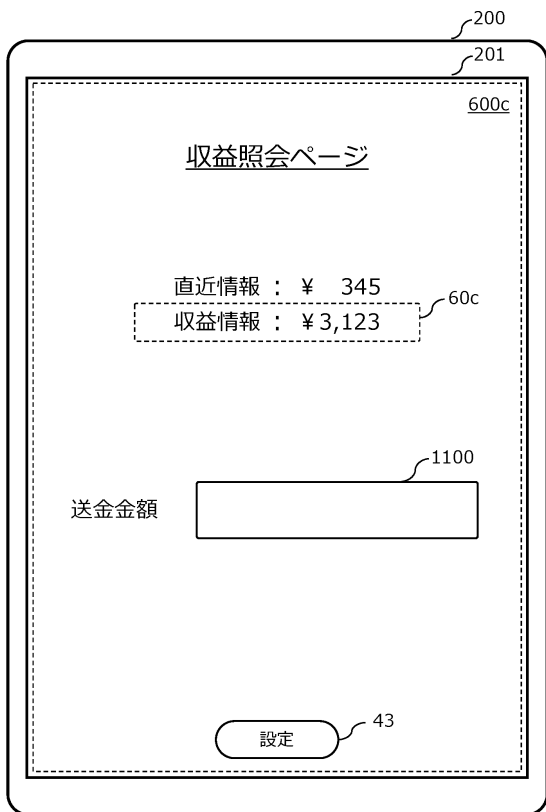 200
201
600c
収益照会ページ
直近情報 : ¥ 345
収益情報 : ¥3,123
60c
1100
送金金額
設定
43